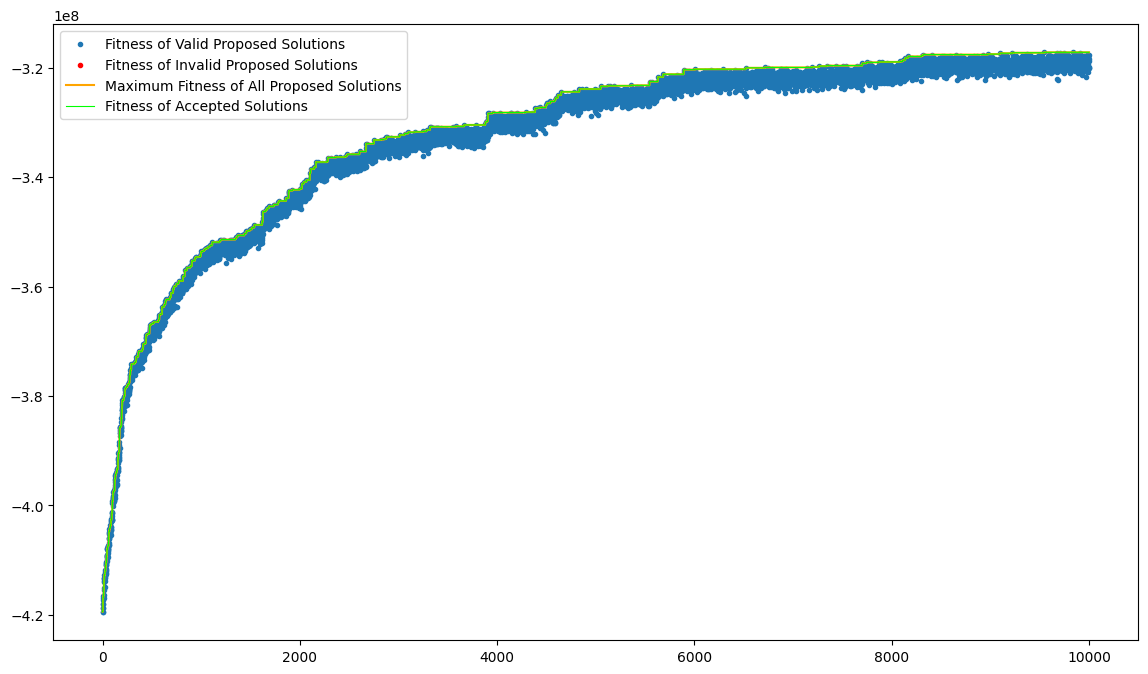 1e8
Fitness of Valid Proposed Solutions
Fitness of Invalid Proposed Solutions
Maximum Fitness of All Proposed Solutions
Fitness of Accepted Solutions
−3.2
−3.4
−3.6
−3.8
−4.0
−4.2
0 2000 4000 6000 8000 10000